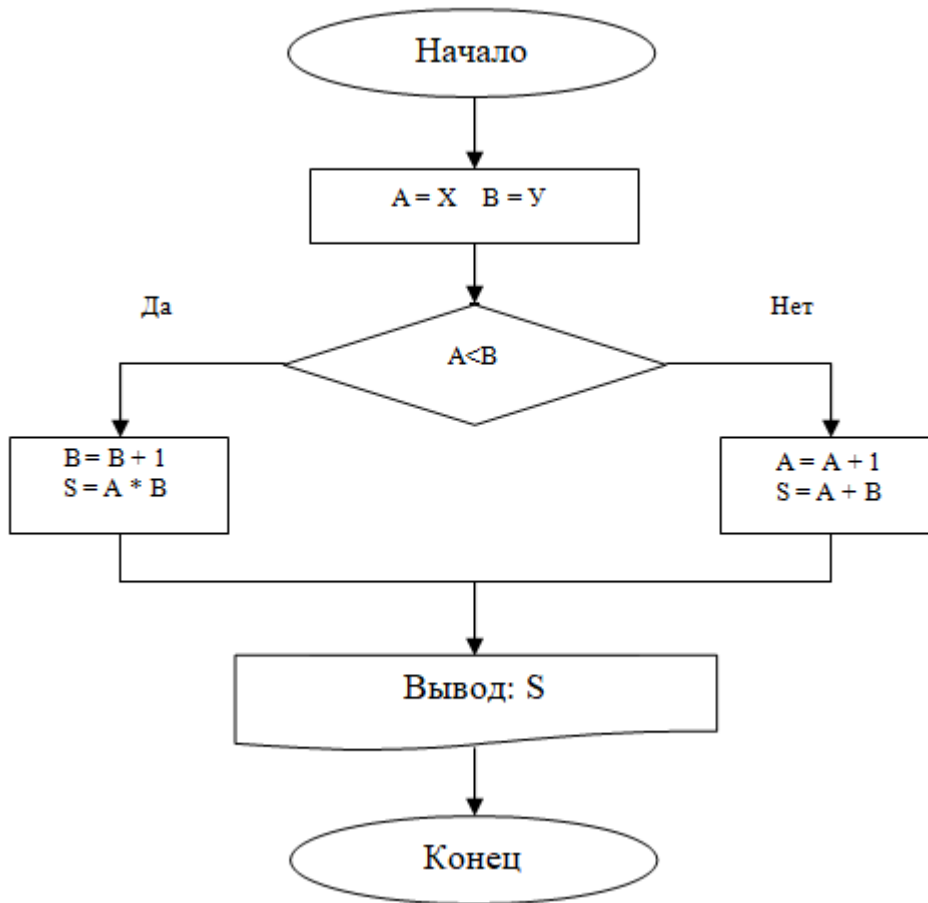 Начало
А = Х    В = У
Да
Нет
А<В
В = В + 1
S = А * В
А = А + 1
S = А + В
Вывод: S
Конец